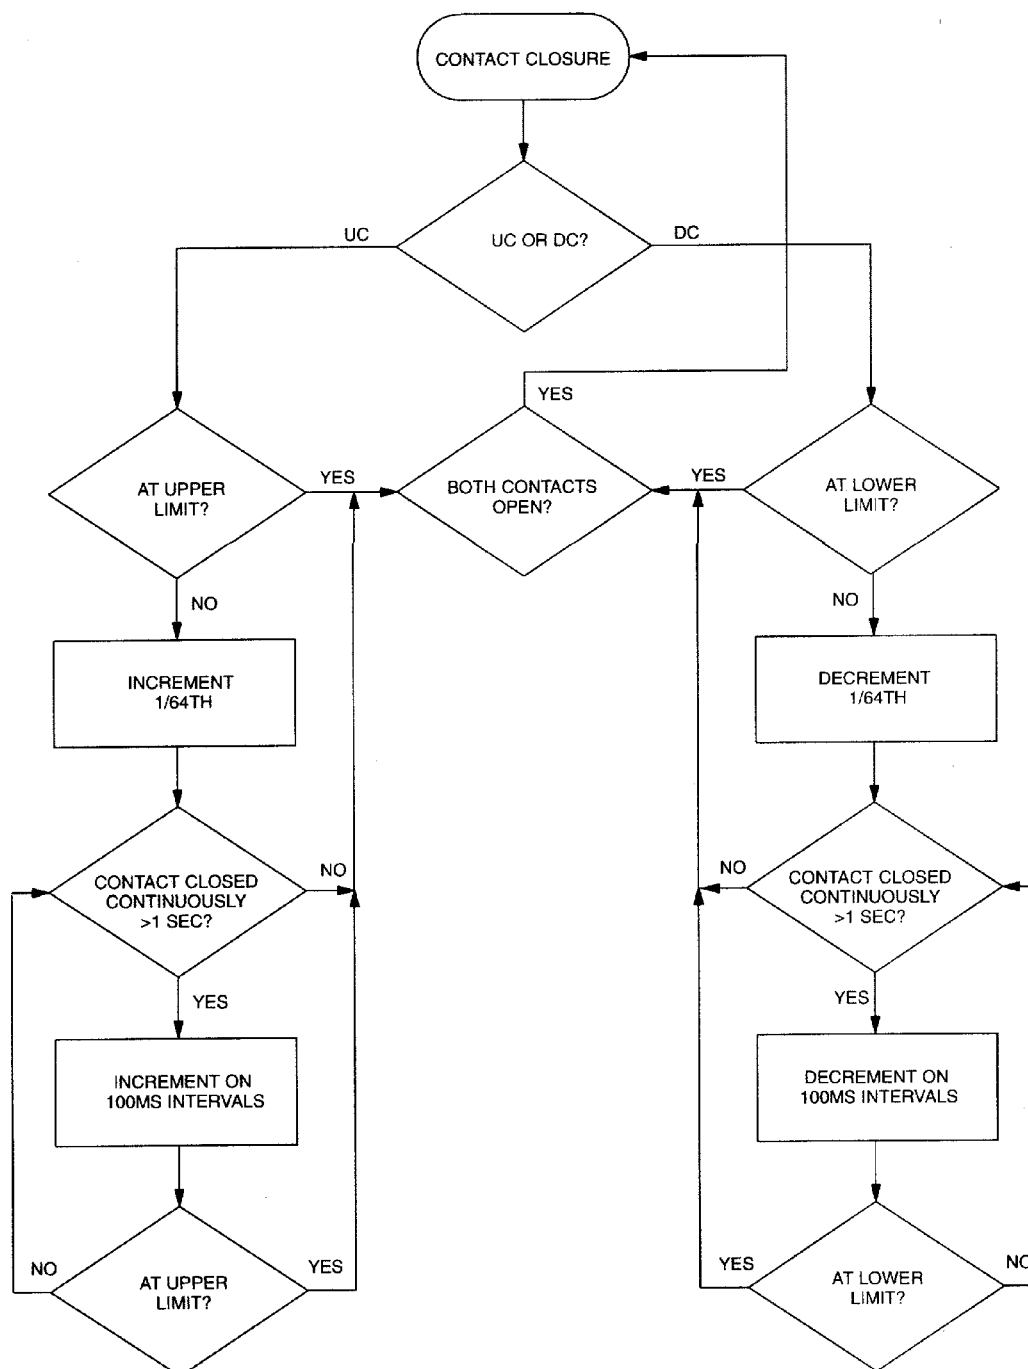 CONTACT CLOSURE
UC
UC OR DC?
DC
YES
AT UPPER
LIMIT?
YES
BOTH CONTACTS
OPEN?
YES
AT LOWER
LIMIT?
NO
NO
INCREMENT
1/64TH
DECREMENT
1/64TH
CONTACT CLOSED
CONTINUOUSLY
>1 SEC?
NO
NO
CONTACT CLOSED
CONTINUOUSLY
>1 SEC?
YES
YES
INCREMENT ON
100MS INTERVALS
DECREMENT ON
100MS INTERVALS
NO
AT UPPER
LIMIT?
YES
YES
AT LOWER
LIMIT?
NO